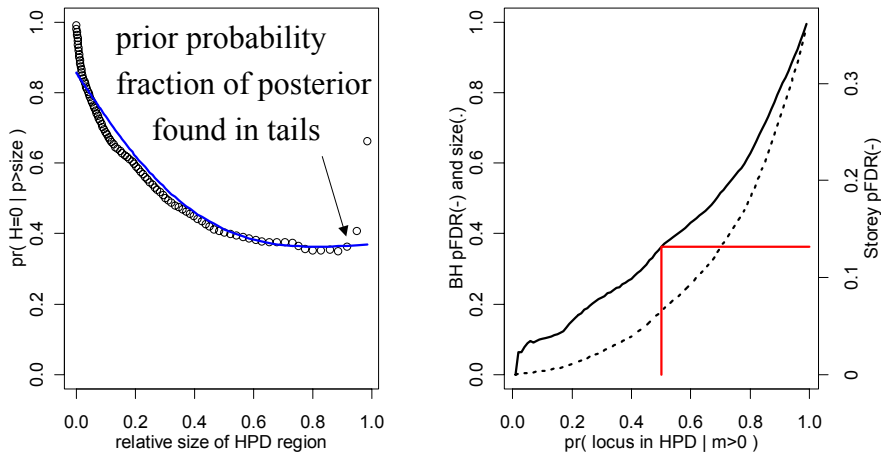 prior probability
fraction of posterior
found in tails
pr( H=0 | p>size )
0.0 0.2 0.4 0.6 0.8 1.0
0.0 0.2 0.4 0.6 0.8 1.0
relative size of HPD region
BH pFDR(-) and size(.)
0.0 0.2 0.4 0.6 0.8 1.0
0.0 0.2 0.4 0.6 0.8 1.0
pr( locus in HPD | m>0 )
0 0.1 0.2 0.3
Storey pFDR(-)